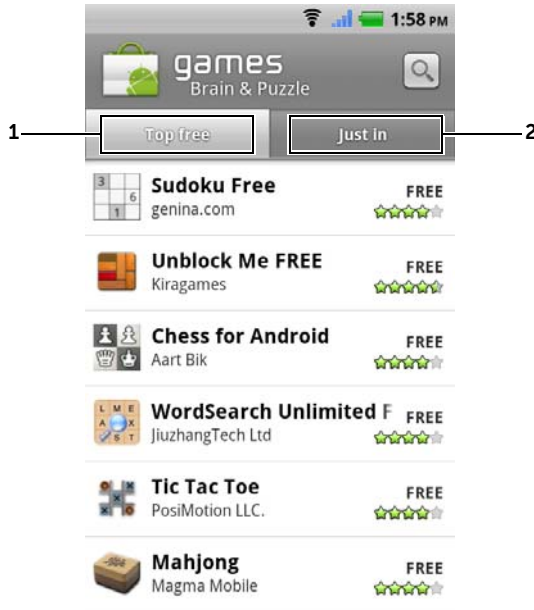 1:58 PM
games
Brain & Puzzle
1
Top free
Just in
2
Sudoku Free
FREE
genina.com
Unblock Me FREE
FREE
Kiragames
Chess for Android
FREE
Aart Bik
WordSearch Unlimited F
FREE
JiuzhangTech Ltd
Tic Tac Toe
FREE
PosiMotion LLC.
Mahjong
FREE
Magma Mobile